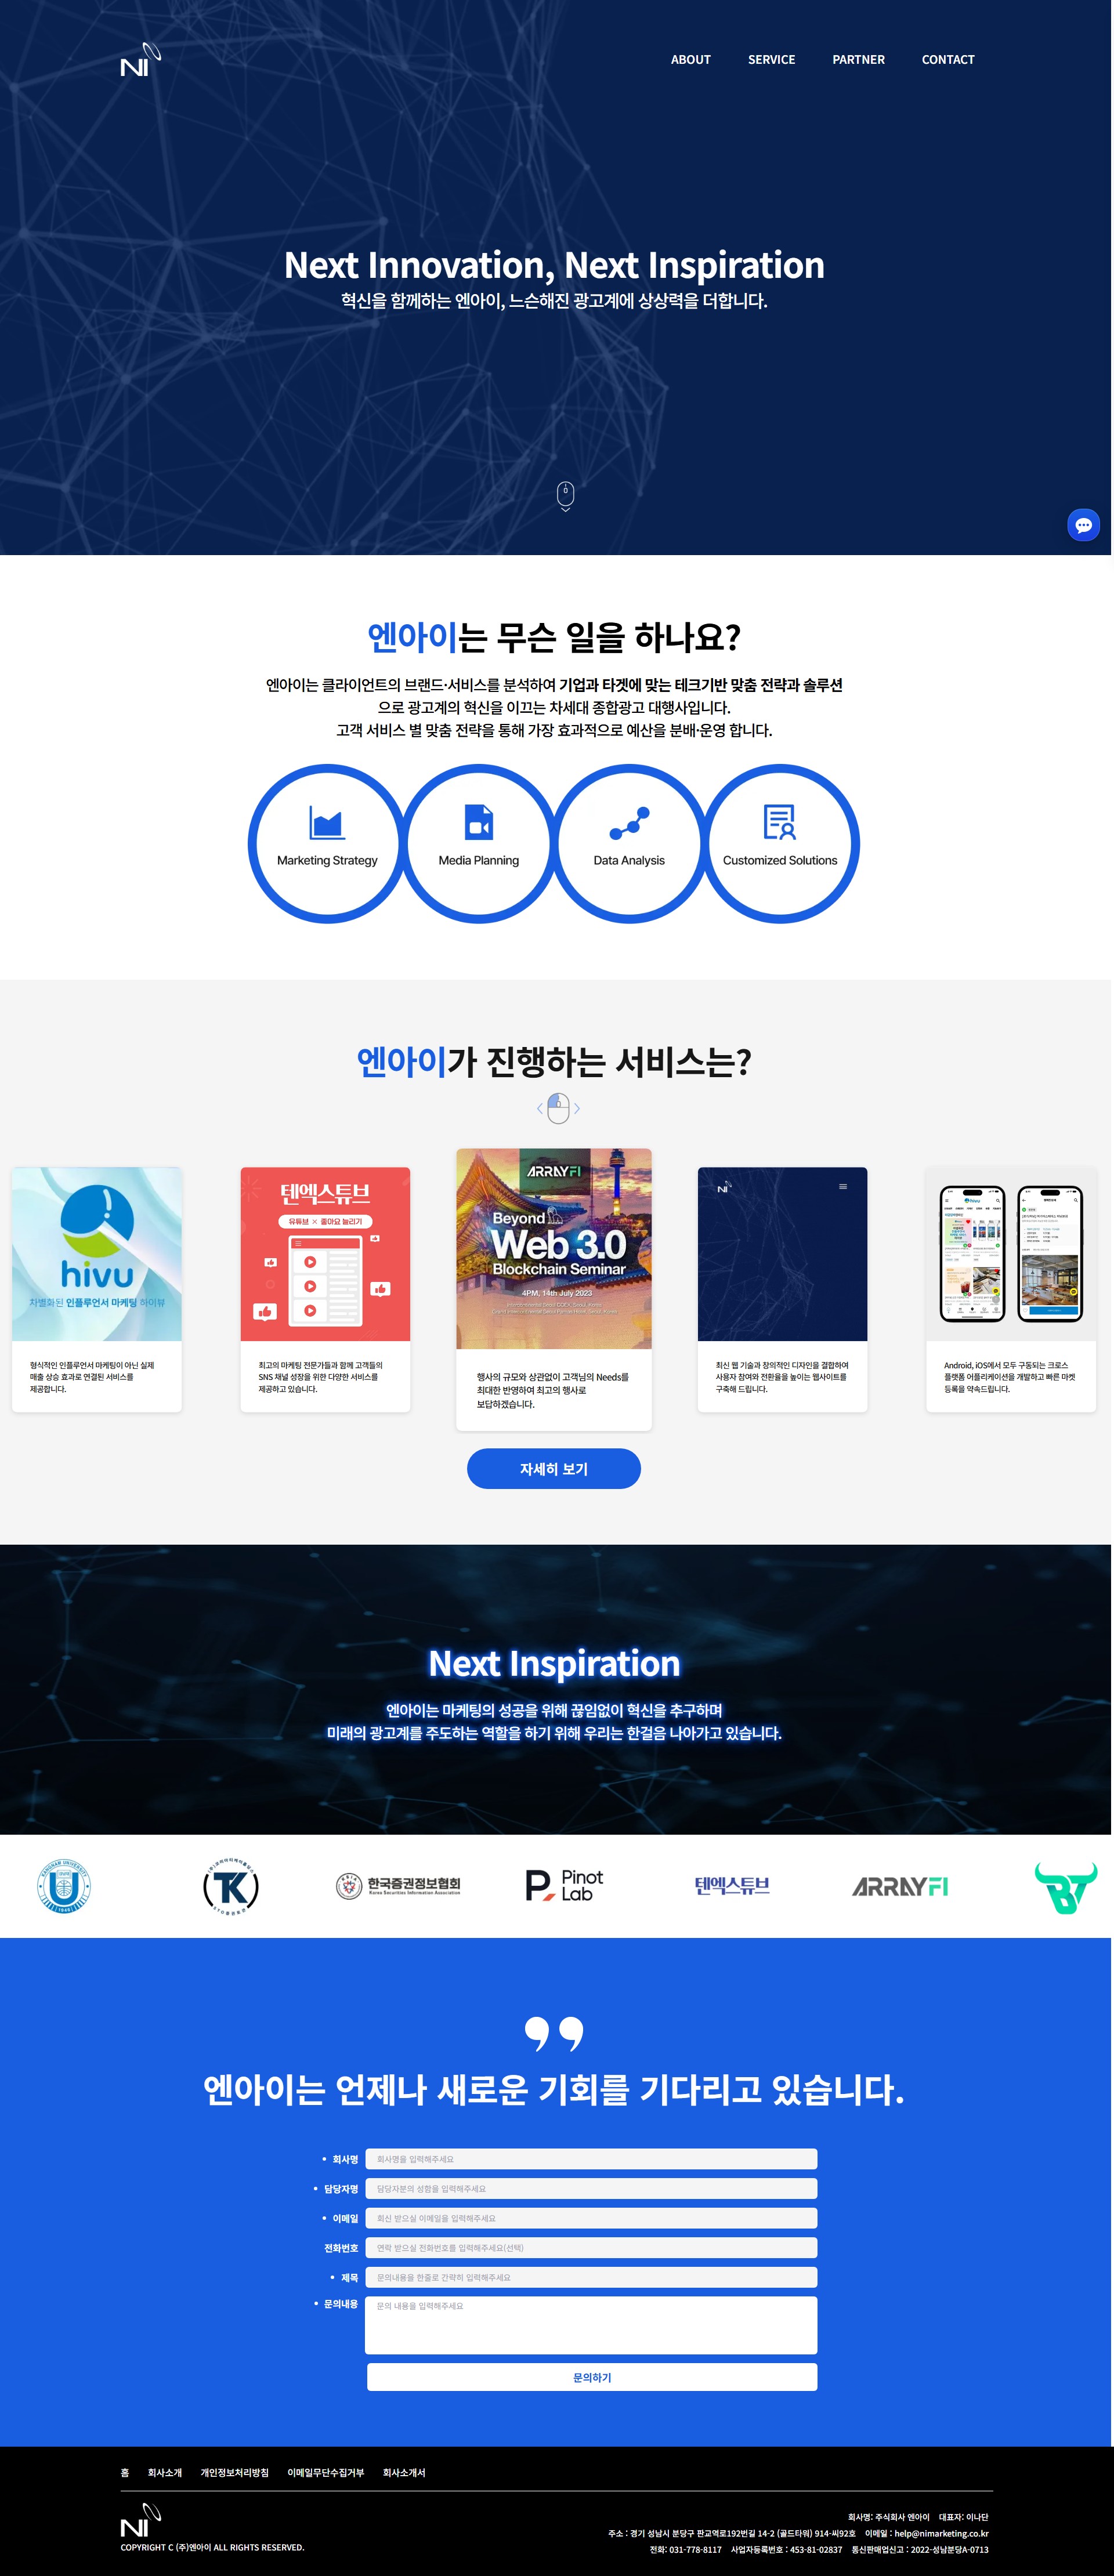 NI
ABOUT SERVICE PARTNER CONTACT
Next Innovation, Next Inspiration
혁신을 함께하는 엔아이, 느슨해진 광고계에 상상력을 더합니다.
엔아이는 무슨 일을 하나요?
엔아이는 클라이언트의 브랜드·서비스를 분석하여 기업과 타겟에 맞는 테크기반 맞춤 전략과 솔루션
으로 광고계의 혁신을 이끄는 차세대 종합광고 대행사입니다.
고객 서비스 별 맞춤 전략을 통해 가장 효과적으로 예산을 분배·운영 합니다.
Marketing Strategy
Media Planning
Data Analysis
Customized Solutions
엔아이가 진행하는 서비스는?
hivu
차별화된 인플루언서 마케팅 하이뷰
형식적인 인플루언서 마케팅이 아닌 실제
매출 상승 효과로 연결된 서비스를
제공합니다.
텐엑스튜브
유튜브 × 좋아요 늘리기
최고의 마케팅 전문가들과 함께 고객들의
SNS 채널 성장을 위한 다양한 서비스를
제공하고 있습니다.
ARRAYFI
Beyond
Web 3.0
Blockchain Seminar
4PM, 14th July 2023
행사의 규모와 상관없이 고객님의 Needs를
최대한 반영하여 최고의 행사로
보답하겠습니다.
NI
최신 웹 기술과 창의적인 디자인을 결합하여
사용자 참여와 전환율을 높이는 웹사이트를
구축해 드립니다.
hivu
Android, iOS에서 모두 구동되는 크로스
플랫폼 어플리케이션을 개발하고 빠른 마켓
등록을 약속드립니다.
자세히 보기
Next Inspiration
엔아이는 마케팅의 성공을 위해 끊임없이 혁신을 추구하며
미래의 광고계를 주도하는 역할을 하기 위해 우리는 한걸음 나아가고 있습니다.
TK
한국증권정보협회
Korea Securities Information Association
Pinot
Lab
텐엑스튜브
ARRAYFI
엔아이는 언제나 새로운 기회를 기다리고 있습니다.
• 회사명 회사명을 입력해주세요
• 담당자명 담당자분의 성함을 입력해주세요
• 이메일 회신 받으실 이메일을 입력해주세요
전화번호 연락 받으실 전화번호를 입력해주세요(선택)
• 제목 문의내용을 한줄로 간략히 입력해주세요
• 문의내용 문의 내용을 입력해주세요
문의하기
홈 회사소개 개인정보처리방침 이메일무단수집거부 회사소개서
NI
COPYRIGHT C (주)엔아이 ALL RIGHTS RESERVED.
회사명: 주식회사 엔아이 대표자: 이나단
주소 : 경기 성남시 분당구 판교역로192번길 14-2 (골드타워) 914-씨92호 이메일 : help@nimarketing.co.kr
전화: 031-778-8117 사업자등록번호 : 453-81-02837 통신판매업신고 : 2022-성남분당A-0713